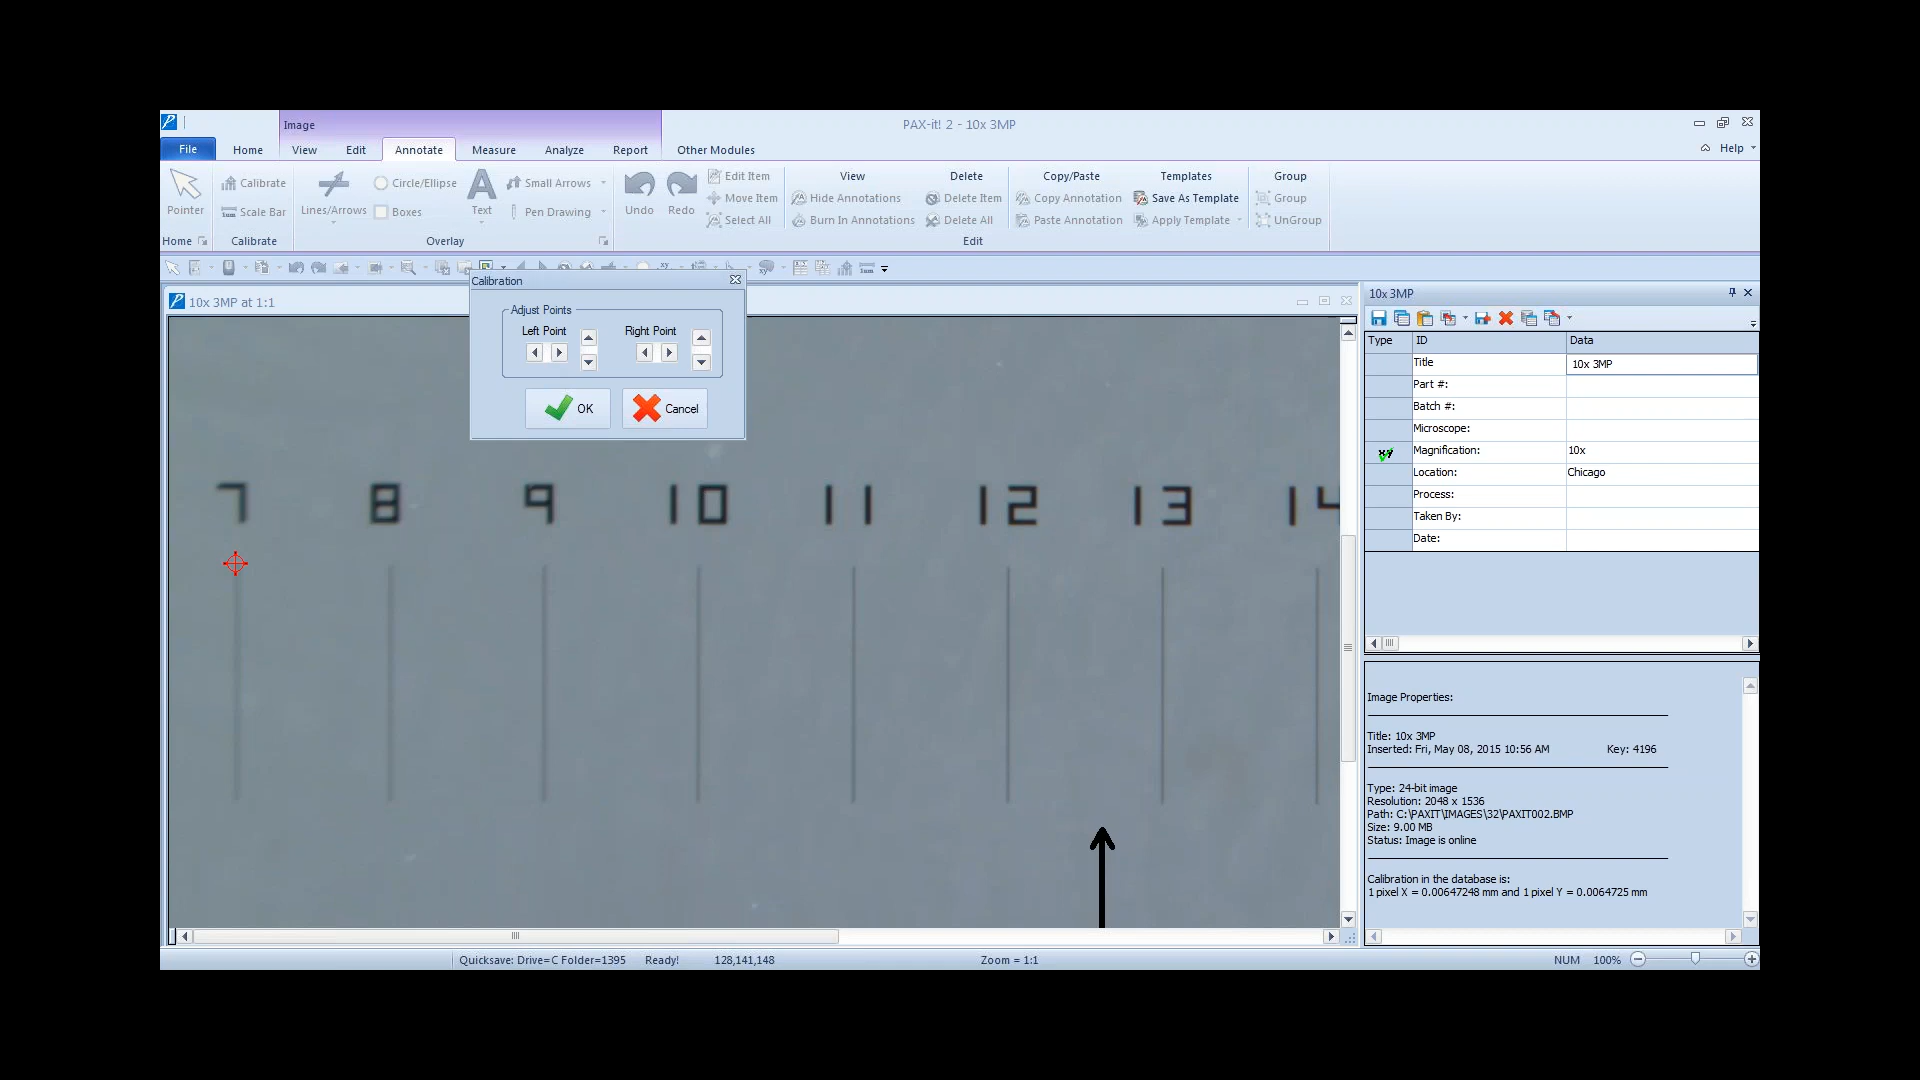 Image
PAX-it! 2 - 10x 3MP
File Home View Edit Annotate Measure Analyze Report Other Modules Help
Pointer
Calibrate
Scale Bar
Lines/Arrows
Circle/Ellipse
Boxes
Text
Small Arrows
Pen Drawing
Undo
Redo
Edit Item
Move Item
Select All
View
Hide Annotations
Burn In Annotations
Delete
Delete Item
Delete All
Copy/Paste
Copy Annotation
Paste Annotation
Templates
Save As Template
Apply Template
Group
Group
UnGroup
Home Calibrate Overlay Edit
10x 3MP at 1:1
Calibration
Adjust Points
Left Point Right Point
OK Cancel
7 8 9 10 11 12 13 14
10x 3MP
Type ID Data
Title 10x 3MP
Part #:
Batch #:
Microscope:
Magnification: 10x
Location: Chicago
Process:
Taken By:
Date:
Image Properties:
Title: 10x 3MP
Inserted: Fri, May 08, 2015 10:56 AM Key: 4196
Type: 24-bit image
Resolution: 2048 x 1536
Path: C:\PAXIT\IMAGES\32\PAXIT002.BMP
Size: 9.00 MB
Status: Image is online
Calibration in the database is:
1 pixel X = 0.00647248 mm and 1 pixel Y = 0.0064725 mm
Quicksave: Drive=C Folder=1395 Ready! 128,141,148 Zoom = 1:1 NUM 100%